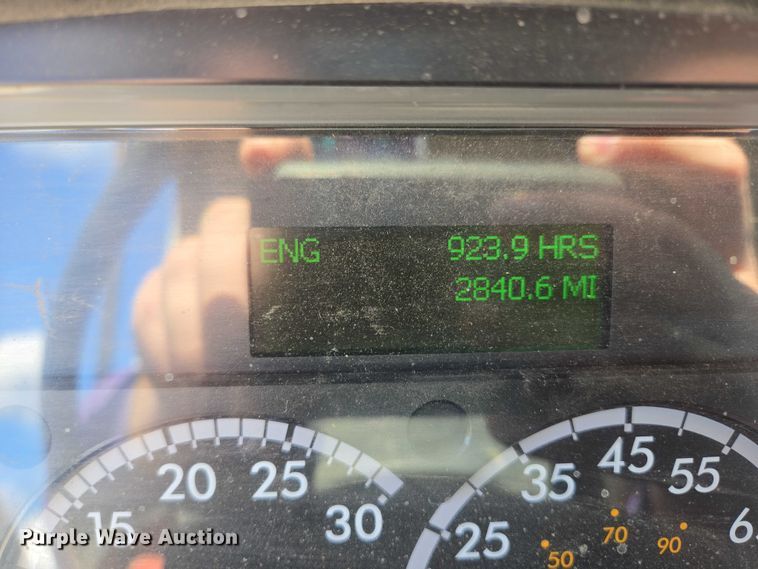 ENG 923.9 HRS
2840.6 MI
15 20 25 30
25 35 45 55
50 70 90
Purple Wave Auction